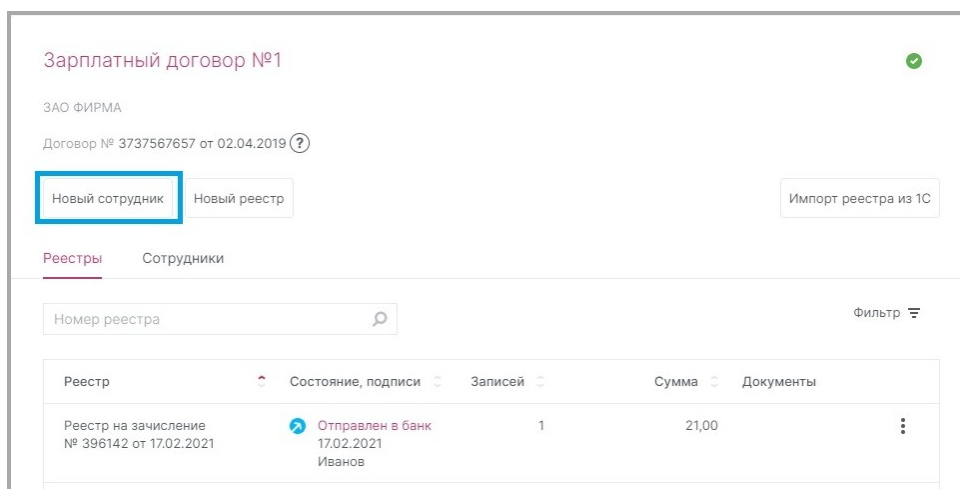 Зарплатный договор №1
ЗАО ФИРМА
Договор № 3737567657 от 02.04.2019 ?
Новый сотрудник Новый реестр Импорт реестра из 1С
Реестры Сотрудники
Номер реестра Фильтр
Реестр Состояние, подписи Записей Сумма Документы
Реестр на зачисление Отправлен в банк 1 21,00
№ 396142 от 17.02.2021 17.02.2021
Иванов